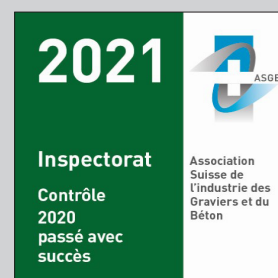 2021
ASGB
Inspectorat
Contrôle
2020
passé avec
succès
Association
Suisse de
l'industrie des
Graviers et du
Béton